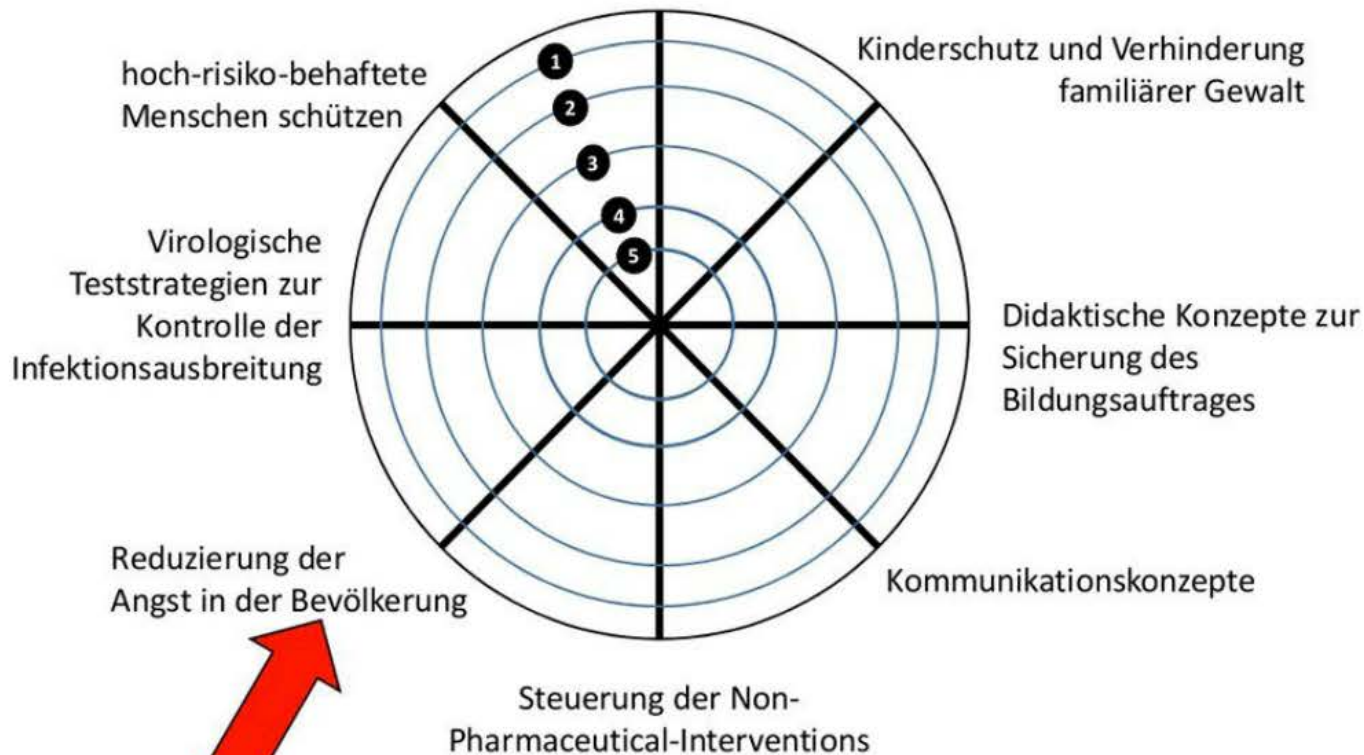 hoch-risiko-behaftete
Menschen schützen
Kinderschutz und Verhinderung
familiärer Gewalt
1
2
3
4
5
Virologische
Teststrategien zur
Kontrolle der
Infektionsausbreitung
Didaktische Konzepte zur
Sicherung des
Bildungsauftrages
Reduzierung der
Angst in der Bevölkerung
Kommunikationskonzepte
Steuerung der Non-
Pharmaceutical-Interventions